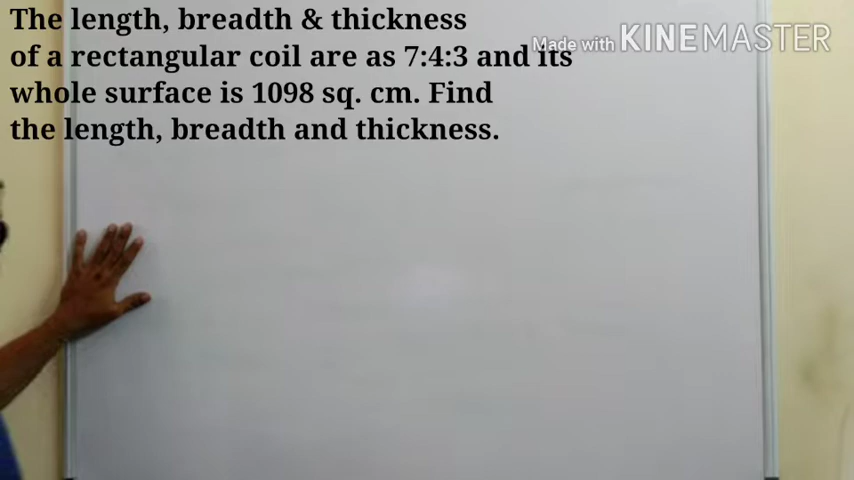 The length, breadth & thickness
of a rectangular coil are as 7:4:3 and its
whole surface is 1098 sq. cm. Find
the length, breadth and thickness.
Made with KINEMASTER